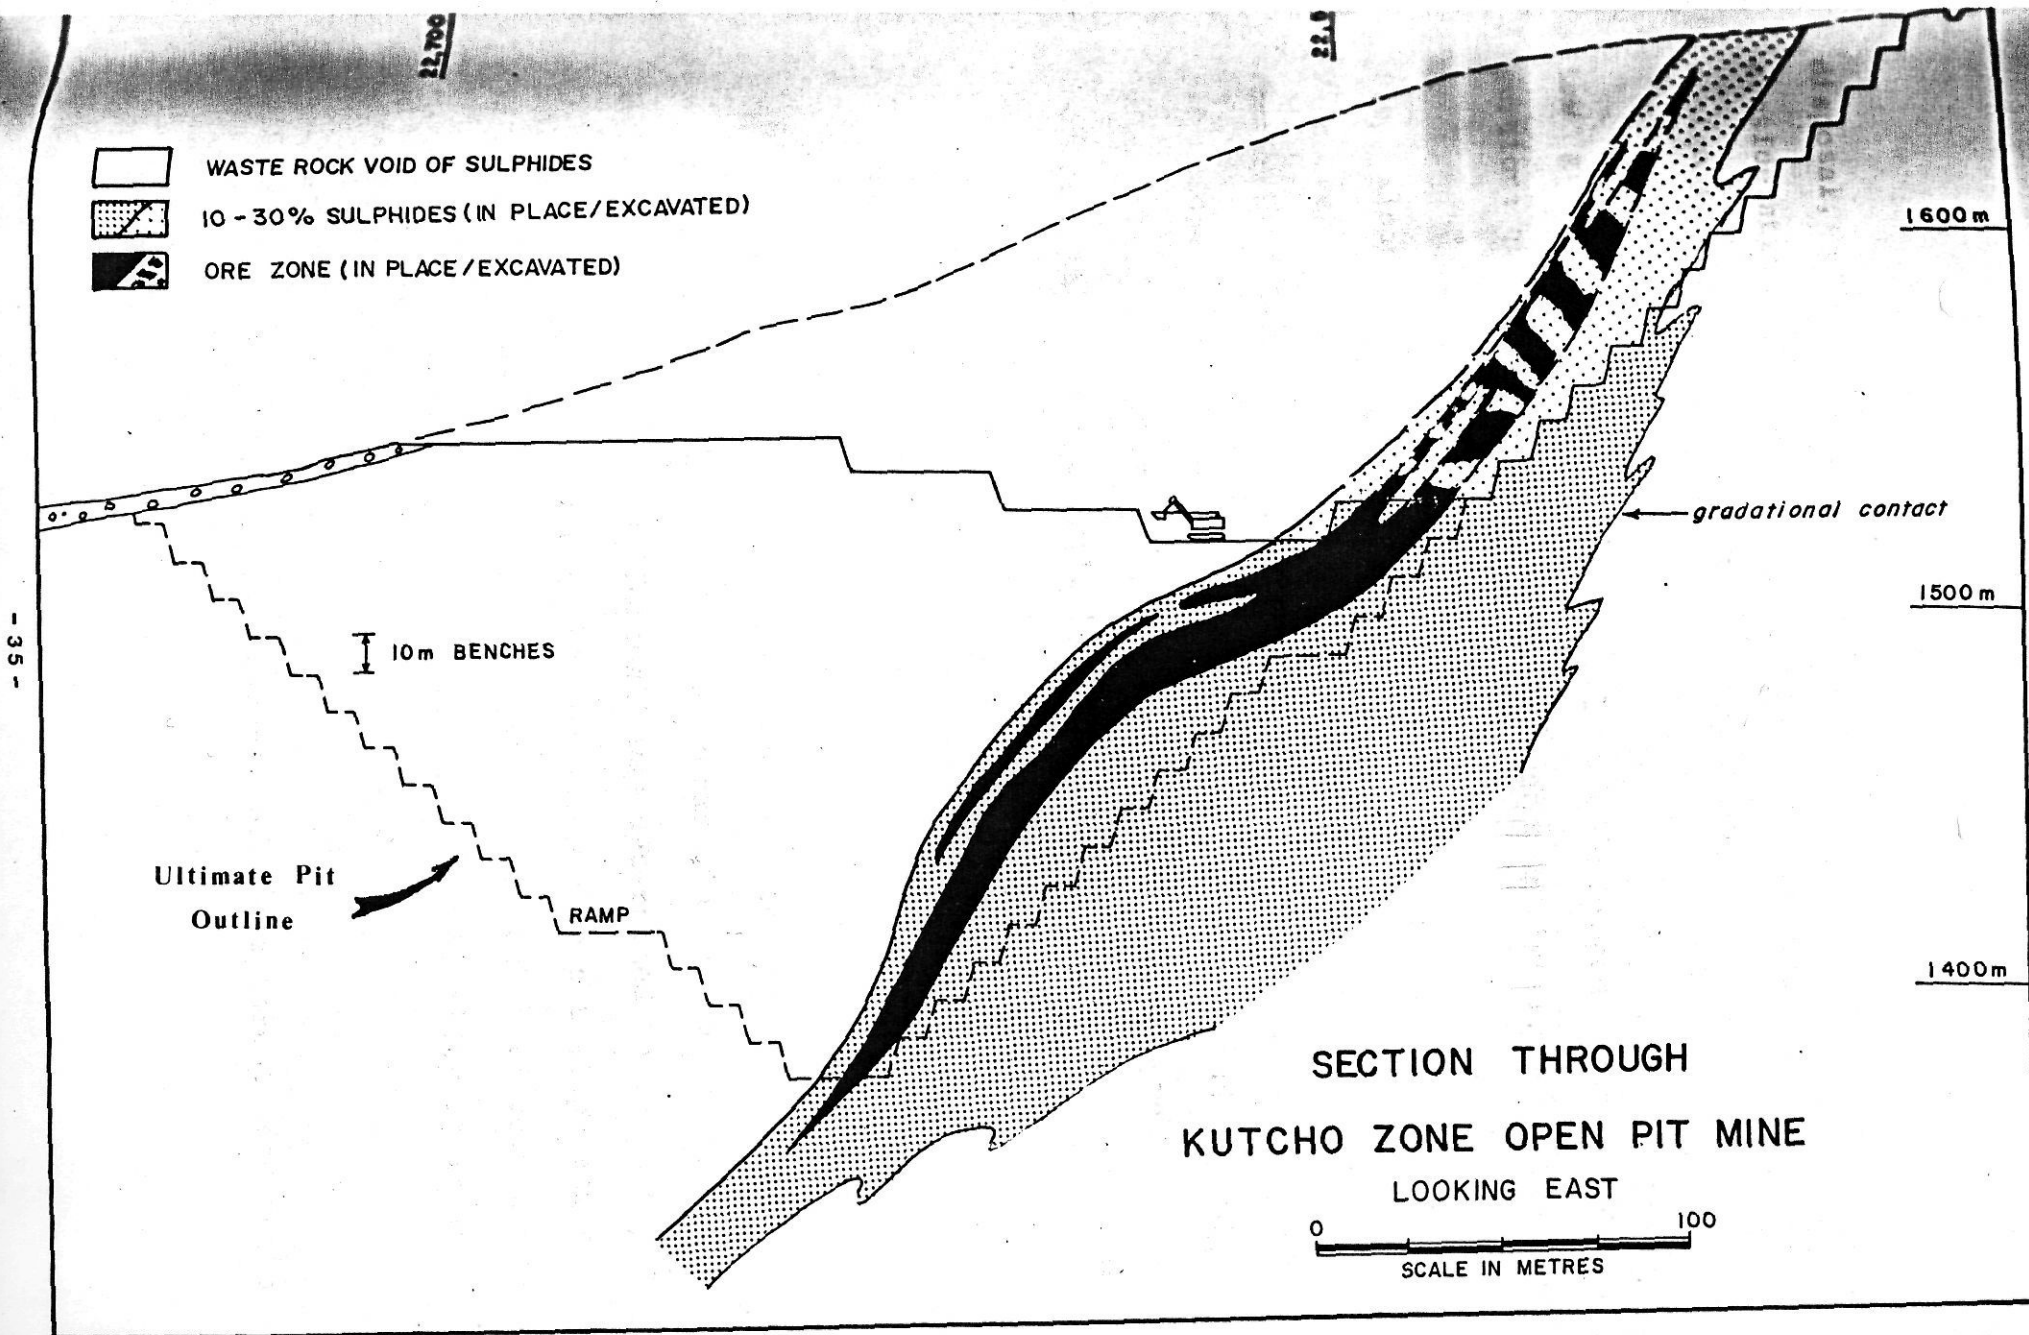 22,700
WASTE ROCK VOID OF SULPHIDES
10-30% SULPHIDES (IN PLACE/EXCAVATED)
ORE ZONE (IN PLACE/EXCAVATED)
1600m
gradational contact
1500m
- 35 -
10m BENCHES
Ultimate Pit
Outline
RAMP
1400m
SECTION THROUGH
KUTCHO ZONE OPEN PIT MINE
LOOKING EAST
0 100
SCALE IN METRES